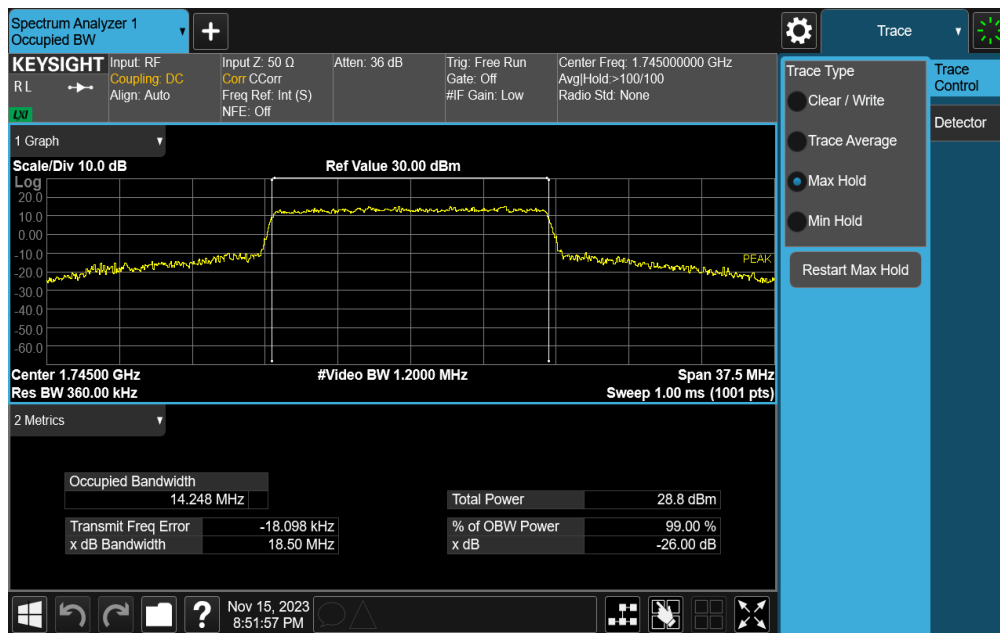 Spectrum Analyzer 1
Occupied BW
Trace
KEYSIGHT
RL
LXI
Input: RF
Coupling: DC
Align: Auto
Input Z: 50 Ω
Corr CCorr
Freq Ref: Int (S)
NFE: Off
Atten: 36 dB
Trig: Free Run
Gate: Off
#IF Gain: Low
Center Freq: 1.745000000 GHz
Avg|Hold:>100/100
Radio Std: None
Trace Type
Clear / Write
Trace Average
Max Hold
Min Hold
Restart Max Hold
Trace
Control
Detector
1 Graph
Scale/Div 10.0 dB
Ref Value 30.00 dBm
Log
20.0
10.0
0.00
-10.0
-20.0
-30.0
-40.0
-50.0
-60.0
PEAK
Center 1.74500 GHz
#Video BW 1.2000 MHz
Span 37.5 MHz
Res BW 360.00 kHz
Sweep 1.00 ms (1001 pts)
2 Metrics
Occupied Bandwidth
14.248 MHz
Total Power 28.8 dBm
Transmit Freq Error -18.098 kHz
% of OBW Power 99.00 %
x dB Bandwidth 18.50 MHz
x dB -26.00 dB
?
Nov 15, 2023
8:51:57 PM